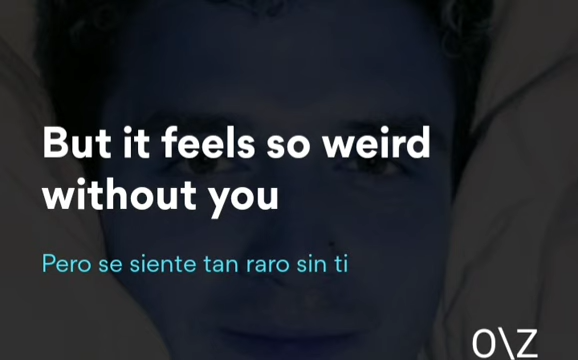 But it feels so weird
without you
Pero se siente tan raro sin ti
O\Z